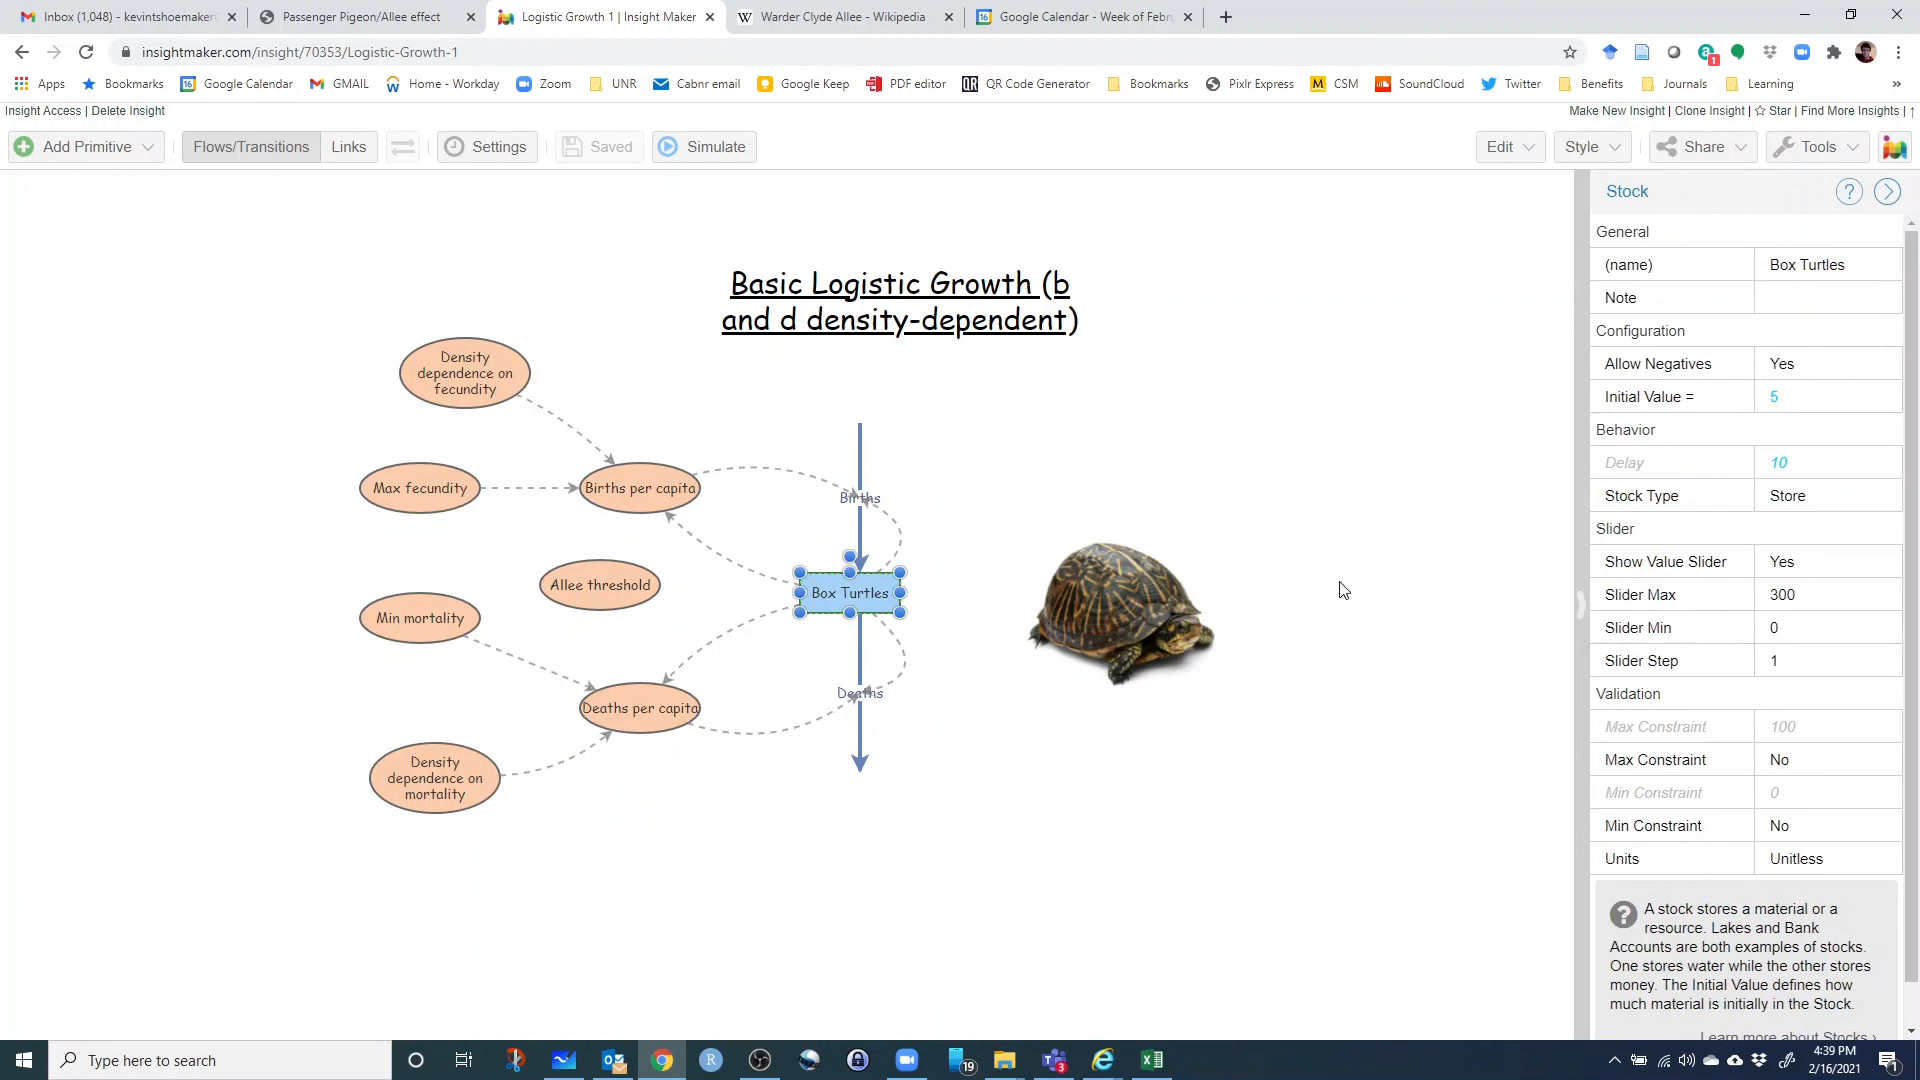 Inbox (1,048) - kevintshoemaker
Passenger Pigeon/Allee effect
Logistic Growth 1 | Insight Maker
W Warder Clyde Allee - Wikipedia
Google Calendar - Week of Febru
insightmaker.com/insight/70353/Logistic-Growth-1
Apps
Bookmarks
Google Calendar
GMAIL
Home - Workday
Zoom
UNR
Cabnr email
Google Keep
PDF editor
QR Code Generator
Bookmarks
Pixlr Express
CSM
SoundCloud
Twitter
Benefits
Journals
Learning
»
Insight Access | Delete Insight
Make New Insight | Clone Insight | ☆ Star | Find More Insights | ↑
Add Primitive
Flows/Transitions
Links
Settings
Saved
Simulate
Edit
Style
Share
Tools
Basic Logistic Growth (b
and d density-dependent)
Density
dependence on
fecundity
Max fecundity
Births per capita
Births
Allee threshold
Box Turtles
Min mortality
Deaths per capita
Deaths
Density
dependence on
mortality
Stock
General
(name) Box Turtles
Note
Configuration
Allow Negatives Yes
Initial Value = 5
Behavior
Delay 10
Stock Type Store
Slider
Show Value Slider Yes
Slider Max 300
Slider Min 0
Slider Step 1
Validation
Max Constraint 100
Max Constraint No
Min Constraint 0
Min Constraint No
Units Unitless
A stock stores a material or a
resource. Lakes and Bank
Accounts are both examples of stocks.
One stores water while the other stores
money. The Initial Value defines how
much material is initially in the Stock.
Learn more about Stocks ›
Type here to search
19
3
4:39 PM
2/16/2021
1